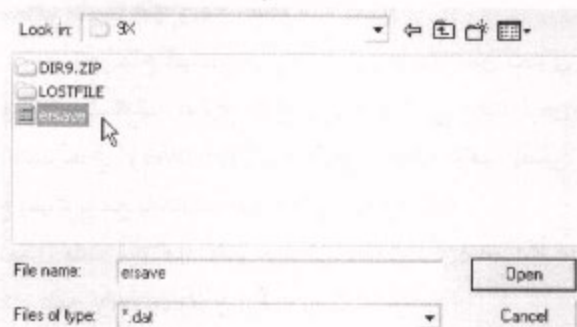 Look in: 9X
DIR9.ZIP
LOSTFILE
ersave
File name: ersave Open
Files of type: *.dat Cancel